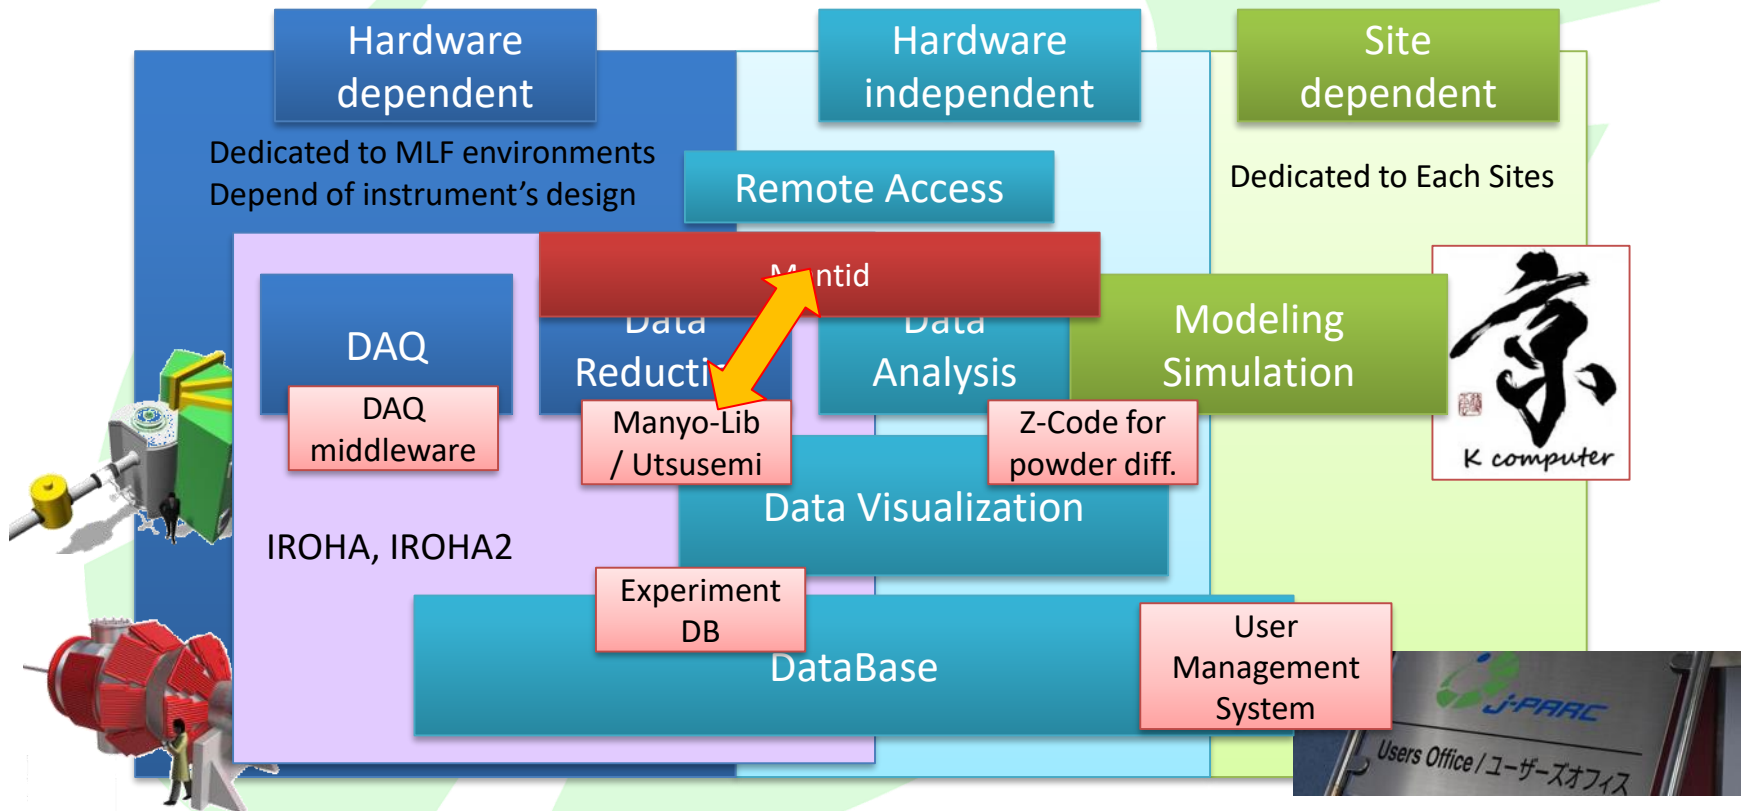 Hardware
dependent
Hardware
independent
Site
dependent
Dedicated to MLF environments
Depend of instrument's design
Remote Access
Dedicated to Each Sites
DAQ
Data
Analysis
Modeling
Simulation
DAQ
middleware
Manyo-Lib
/ Utsusemi
Z-Code for
powder diff.
京
K computer
Data Visualization
IROHA, IROHA2
Experiment
DB
DataBase
User
Management
System
J-PARC
Users Office / ユーザーズオフィス